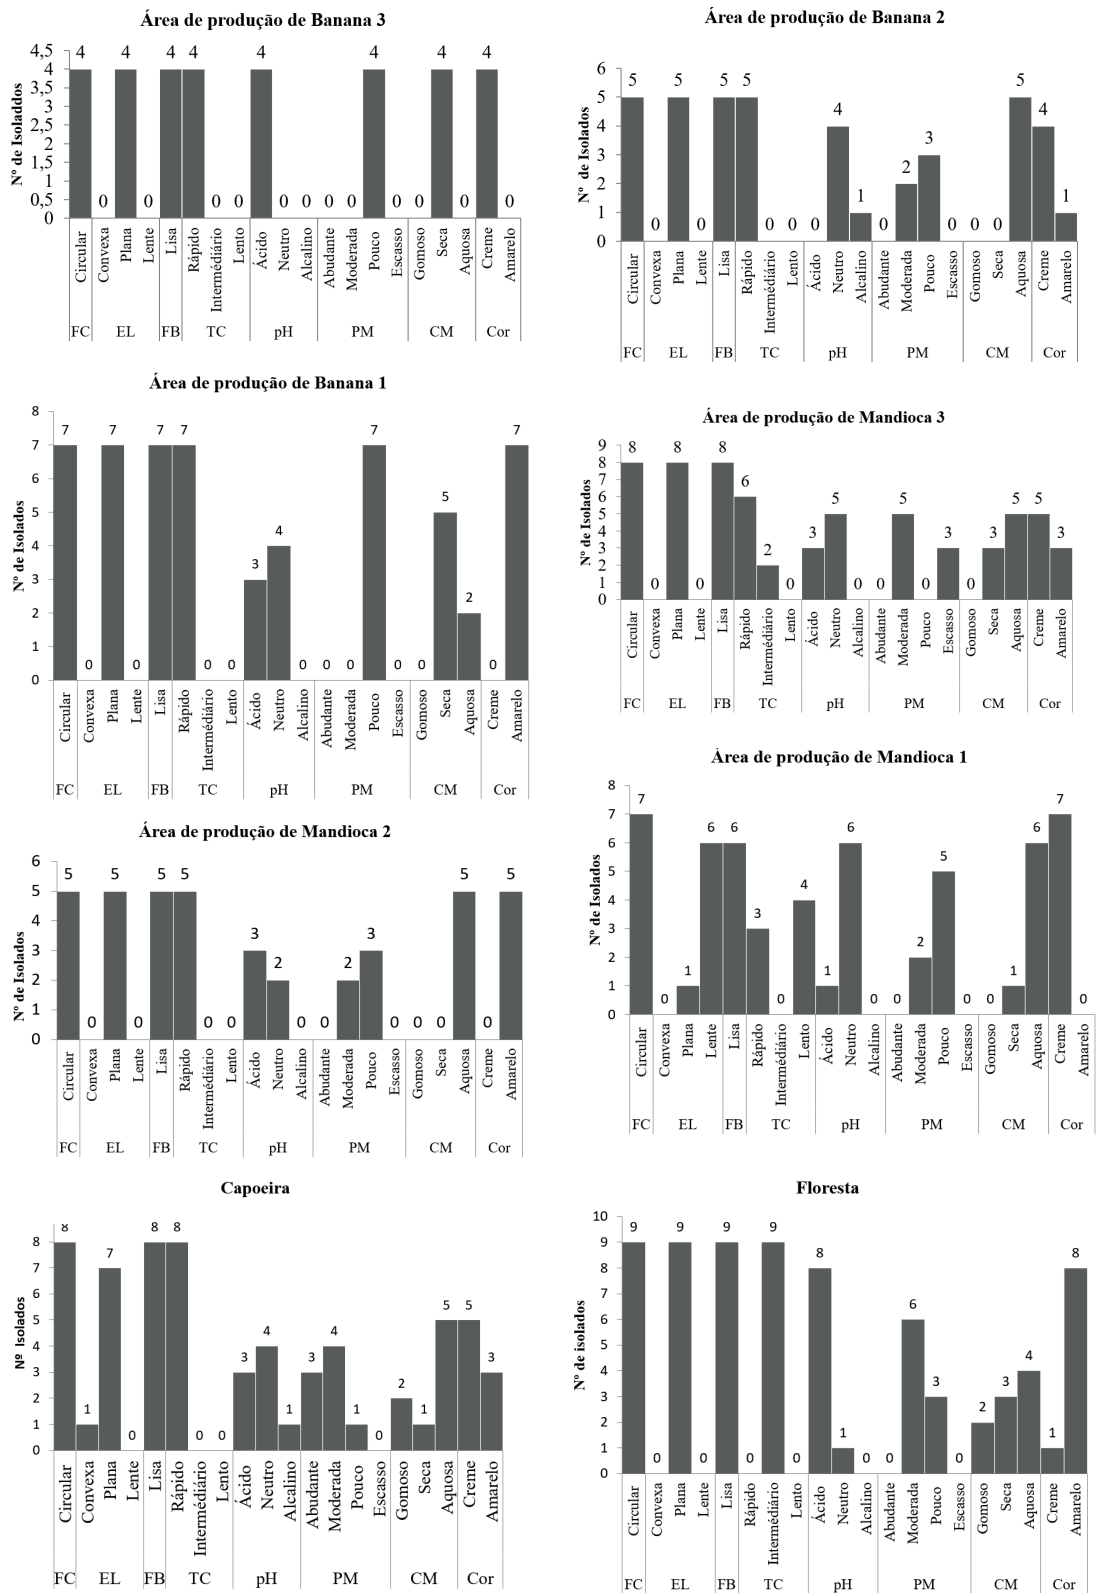 Área de produção de Banana 3
Nº de Isoladdos
4,5
4
3,5
3
2,5
2
1,5
1
0,5
0
4 0 4 0 4 4 0 0 4 0 0 0 0 4 0 0 4 0 4 0
Circular Convexa Plana Lente Lisa Rápido Intermédiário Lento Ácido Neutro Alcalino Abudante Moderada Pouco Escasso Gomoso Seca Aquosa Creme Amarelo
FC EL FB TC pH PM CM Cor
Área de produção de Banana 2
Nº de Isolados
6
5
4
3
2
1
0
5 0 5 0 5 5 0 0 0 4 1 0 2 3 0 0 0 5 4 1
Circular Convexa Plana Lente Lisa Rápido Intermédiário Lento Ácido Neutro Alcalino Abudante Moderada Pouco Escasso Gomoso Seca Aquosa Creme Amarelo
FC EL FB TC pH PM CM Cor
Área de produção de Banana 1
Nº de Isolados
8
7
6
5
4
3
2
1
0
7 0 7 0 7 7 0 0 3 4 0 0 0 7 0 0 5 2 0 7
Circular Convexa Plana Lente Lisa Rápido Intermédiário Lento Ácido Neutro Alcalino Abudante Moderada Pouco Escasso Gomoso Seca Aquosa Creme Amarelo
FC EL FB TC pH PM CM Cor
Área de produção de Mandioca 3
Nº de Isolados
9
8
7
6
5
4
3
2
1
0
8 0 8 0 8 6 2 0 3 5 0 0 5 0 3 0 3 5 5 3
Circular Convexa Plana Lente Lisa Rápido Intermédiário Lento Ácido Neutro Alcalino Abudante Moderada Pouco Escasso Gomoso Seca Aquosa Creme Amarelo
FC EL FB TC pH PM CM Cor
Área de produção de Mandioca 2
Nº de Isolados
6
5
4
3
2
1
0
5 0 5 0 5 5 0 0 3 2 0 0 2 3 0 0 0 5 0 5
Circular Convexa Plana Lente Lisa Rápido Intermédiário Lento Ácido Neutro Alcalino Abudante Moderada Pouco Escasso Gomoso Seca Aquosa Creme Amarelo
FC EL FB TC pH PM CM Cor
Área de produção de Mandioca 1
Nº de Isolados
8
7
6
5
4
3
2
1
0
7 0 1 6 6 3 0 4 1 6 0 0 2 5 0 0 1 6 7 0
Circular Convexa Plana Lente Lisa Rápido Intermédiário Lento Ácido Neutro Alcalino Abudante Moderada Pouco Escasso Gomoso Seca Aquosa Creme Amarelo
FC EL FB TC pH PM CM Cor
Capoeira
Nº Isolados
8
7
6
5
4
3
2
1
0
8 1 7 0 8 8 0 0 3 4 1 3 4 1 0 2 1 5 5 3
Circular Convexa Plana Lente Lisa Rápido Intermédiário Lento Ácido Neutro Alcalino Abudante Moderada Pouco Escasso Gomoso Seca Aquosa Creme Amarelo
FC EL FB TC pH PM CM Cor
Floresta
Nº de isolados
10
9
8
7
6
5
4
3
2
1
0
9 0 9 0 9 0 9 0 8 1 0 0 6 3 0 2 3 4 1 8
Circular Convexa Plana Lente Lisa Rápido Intermédiário Lento Ácido Neutro Alcalino Abudante Moderada Pouco Escasso Gomoso Seca Aquosa Creme Amarelo
FC EL FB TC pH PM CM Cor